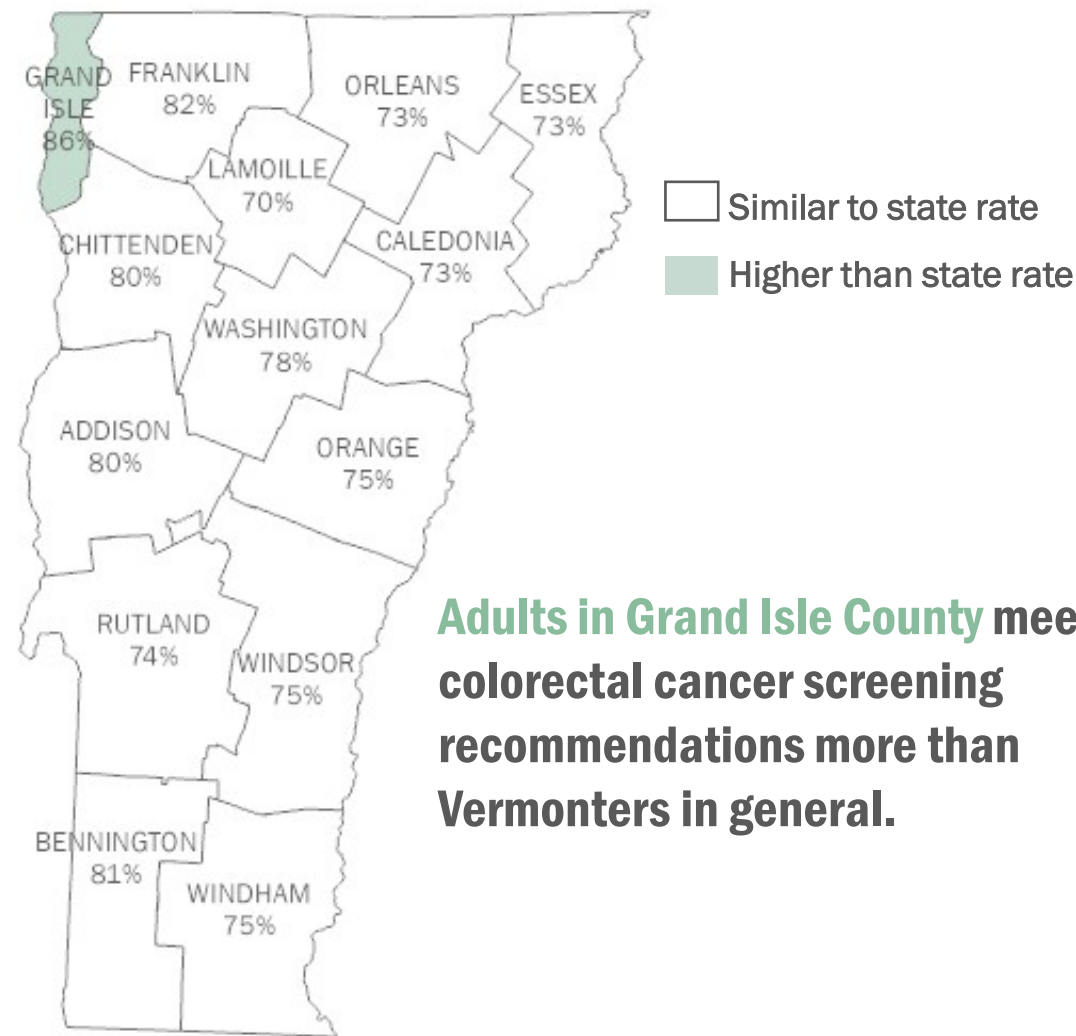 GRAND
ISLE
86%
FRANKLIN
82%
ORLEANS
73%
ESSEX
73%
LAMOILLE
70%
CHITTENDEN
80%
CALEDONIA
73%
WASHINGTON
78%
ADDISON
80%
ORANGE
75%
RUTLAND
74%
WINDSOR
75%
BENNINGTON
81%
WINDHAM
75%
Similar to state rate
Higher than state rate
Adults in Grand Isle County mee
colorectal cancer screening
recommendations more than
Vermonters in general.